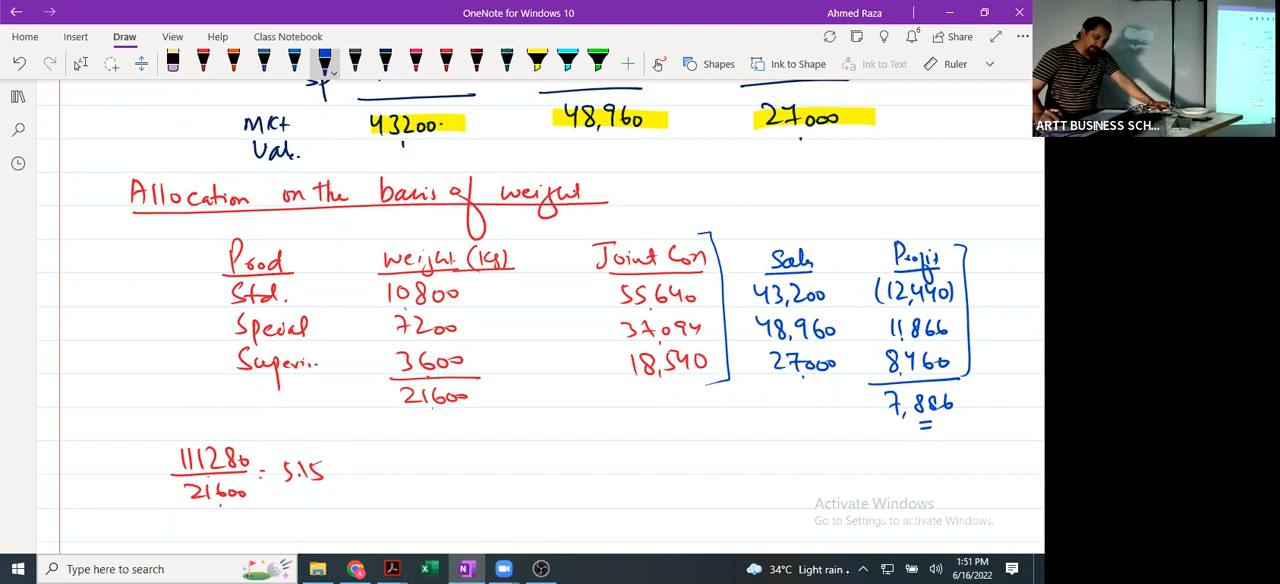 OneNote for Windows 10
Ahmed Raza
Home Insert Draw View Help Class Notebook
Share
Shapes Ink to Shape Ink to Text Ruler
Mkt 43200 48,960 27000
Val.
Allocation on the basis of weight
Prod Weight (Kg) Joint Cost Sales Profit
Std. 10800 55640 43,200 (12,440)
Special 7200 37,094 48,960 11,866
Superior 3600 18,540 27,000 8,460
21600 7,886
111280
21600 = 5.15
ARTT BUSINESS SCH...
Activate Windows
Go to Settings to activate Windows.
Type here to search
34°C Light rain
1:51 PM
6/16/2022